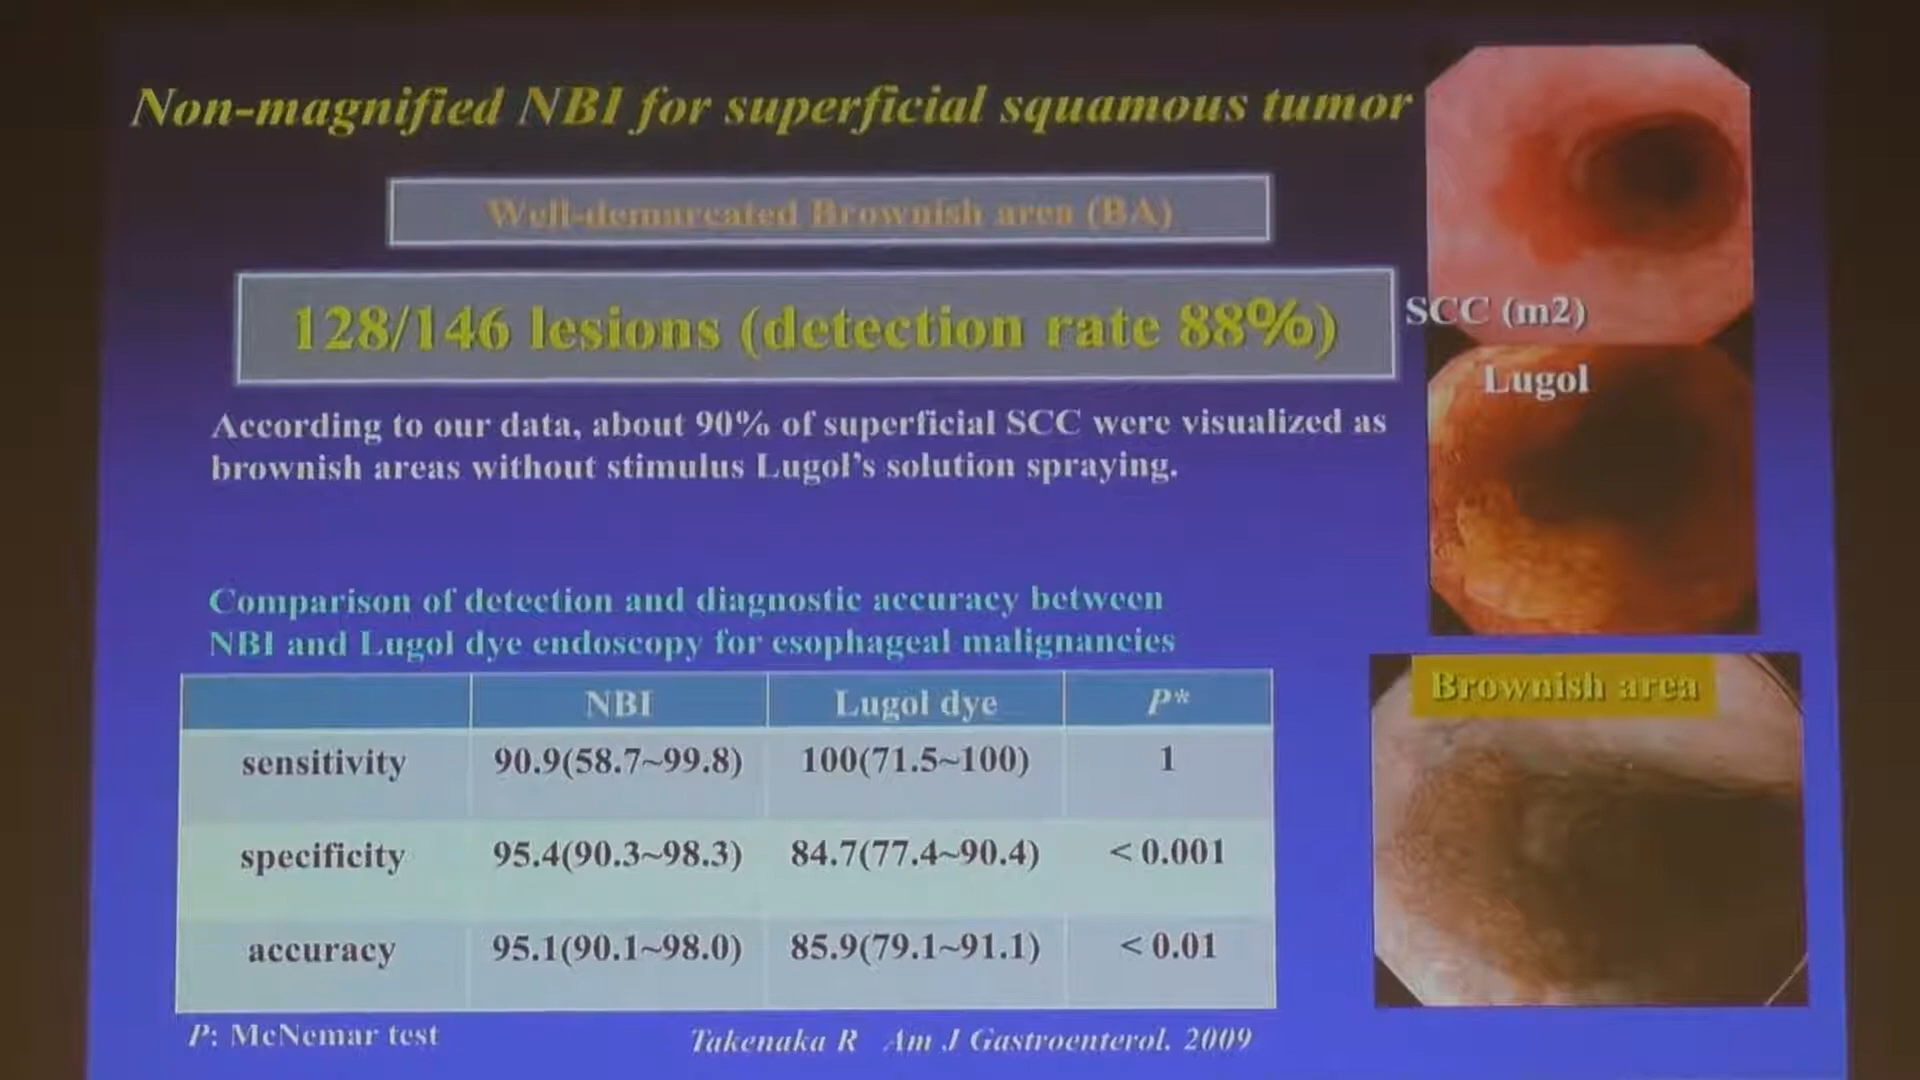 Non-magnified NBI for superficial squamous tumor
Well-demarcated Brownish area (BA)
128/146 lesions (detection rate 88%)
SCC (m2)
Lugol
According to our data, about 90% of superficial SCC were visualized as
brownish areas without stimulus Lugol's solution spraying.
Comparison of detection and diagnostic accuracy between
NBI and Lugol dye endoscopy for esophageal malignancies
Brownish area
NBI Lugol dye P*
sensitivity 90.9(58.7~99.8) 100(71.5~100) 1
specificity 95.4(90.3~98.3) 84.7(77.4~90.4) < 0.001
accuracy 95.1(90.1~98.0) 85.9(79.1~91.1) < 0.01
P: McNemar test
Takenaka R Am J Gastroenterol. 2009